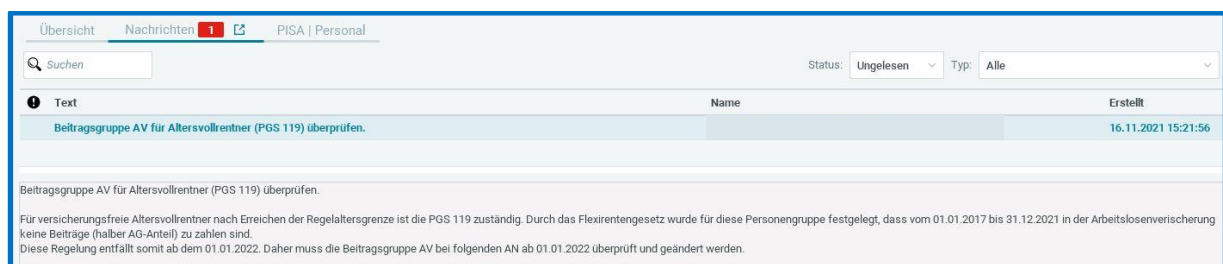 Übersicht Nachrichten 1 PISA | Personal
Suchen Status: Ungelesen Typ: Alle
Text Name Erstellt
Beitragsgruppe AV für Altersvollrentner (PGS 119) überprüfen. 16.11.2021 15:21:56
Beitragsgruppe AV für Altersvollrentner (PGS 119) überprüfen.
Für versicherungsfreie Altersvollrentner nach Erreichen der Regelaltersgrenze ist die PGS 119 zuständig. Durch das Flexirentengesetz wurde für diese Personengruppe festgelegt, dass vom 01.01.2017 bis 31.12.2021 in der Arbeitslosenverischerung
keine Beiträge (halber AG-Anteil) zu zahlen sind.
Diese Regelung entfällt somit ab dem 01.01.2022. Daher muss die Beitragsgruppe AV bei folgenden AN ab 01.01.2022 überprüft und geändert werden.